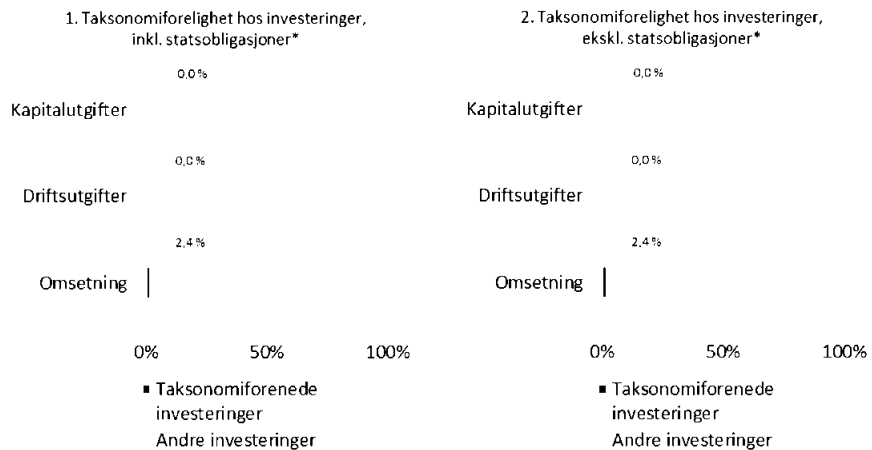 1. Taksonomiforelighet hos investeringer,
inkl. statsobligasjoner*
0,0%
Kapitalutgifter
0,0%
Driftsutgifter
2,4%
Omsetning
0%
50%
100%
Taksonomiforenede
investeringer
Andre investeringer
2. Taksonomiforelighet hos investeringer,
ekskl. statsobligasjoner*
0,0%
Kapitalutgifter
0,0%
Driftsutgifter
2,4%
Omsetning
0%
50%
100%
Taksonomiforenede
investeringer
Andre investeringer